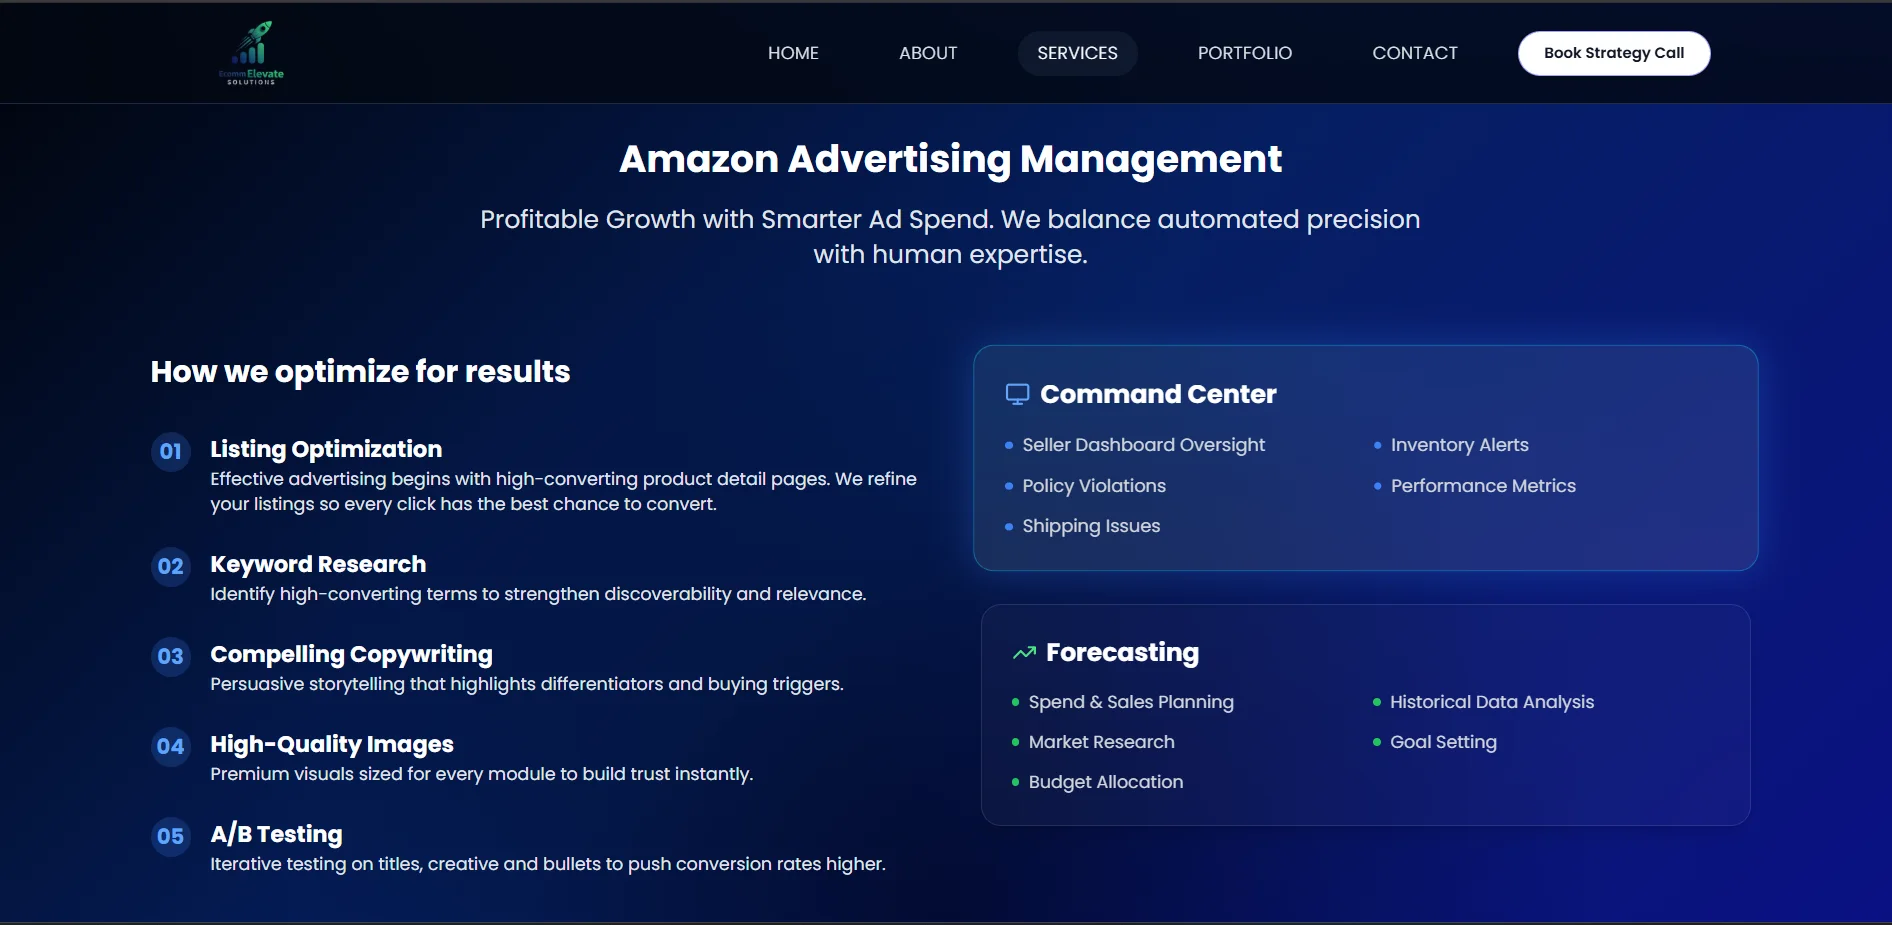 EcommElevate
SOLUTIONS
HOME
ABOUT
SERVICES
PORTFOLIO
CONTACT
Book Strategy Call
Amazon Advertising Management
Profitable Growth with Smarter Ad Spend. We balance automated precision
with human expertise.
How we optimize for results
01
Listing Optimization
Effective advertising begins with high-converting product detail pages. We refine
your listings so every click has the best chance to convert.
02
Keyword Research
Identify high-converting terms to strengthen discoverability and relevance.
03
Compelling Copywriting
Persuasive storytelling that highlights differentiators and buying triggers.
04
High-Quality Images
Premium visuals sized for every module to build trust instantly.
05
A/B Testing
Iterative testing on titles, creative and bullets to push conversion rates higher.
Command Center
Seller Dashboard Oversight
Inventory Alerts
Policy Violations
Performance Metrics
Shipping Issues
Forecasting
Spend & Sales Planning
Historical Data Analysis
Market Research
Goal Setting
Budget Allocation